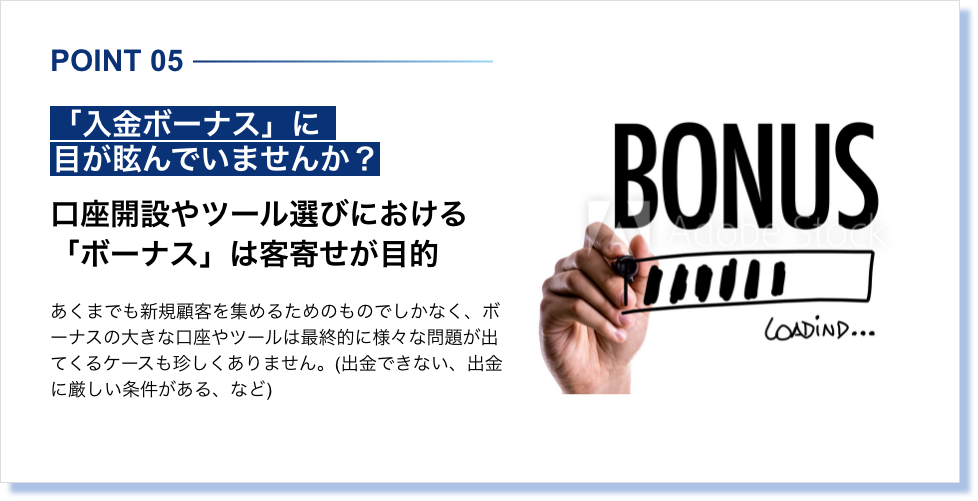 POINT 05
「入金ボーナス」に
目が眩んでいませんか？
口座開設やツール選びにおける
「ボーナス」は客寄せが目的
あくまでも新規顧客を集めるためのものでしかなく、ボ
ーナスの大きな口座やツールは最終的に様々な問題が出
てくるケースも珍しくありません。(出金できない、出金
に厳しい条件がある、など)
BONUS
Adobe Stock
LOADIND...